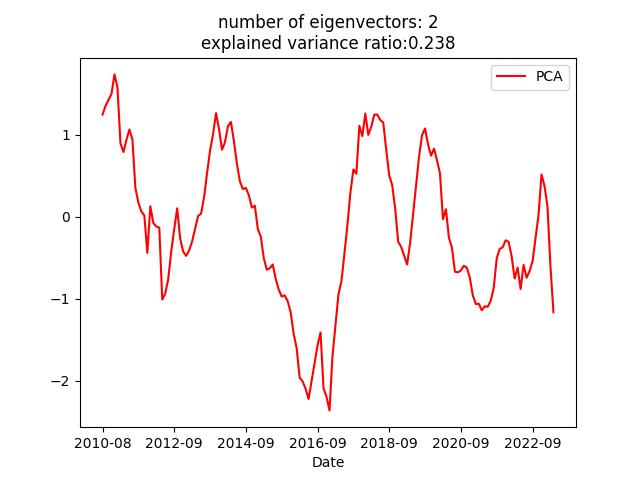 number of eigenvectors: 2
explained variance ratio:0.238
PCA
1
0
−1
−2
2010-08 2012-09 2014-09 2016-09 2018-09 2020-09 2022-09
Date